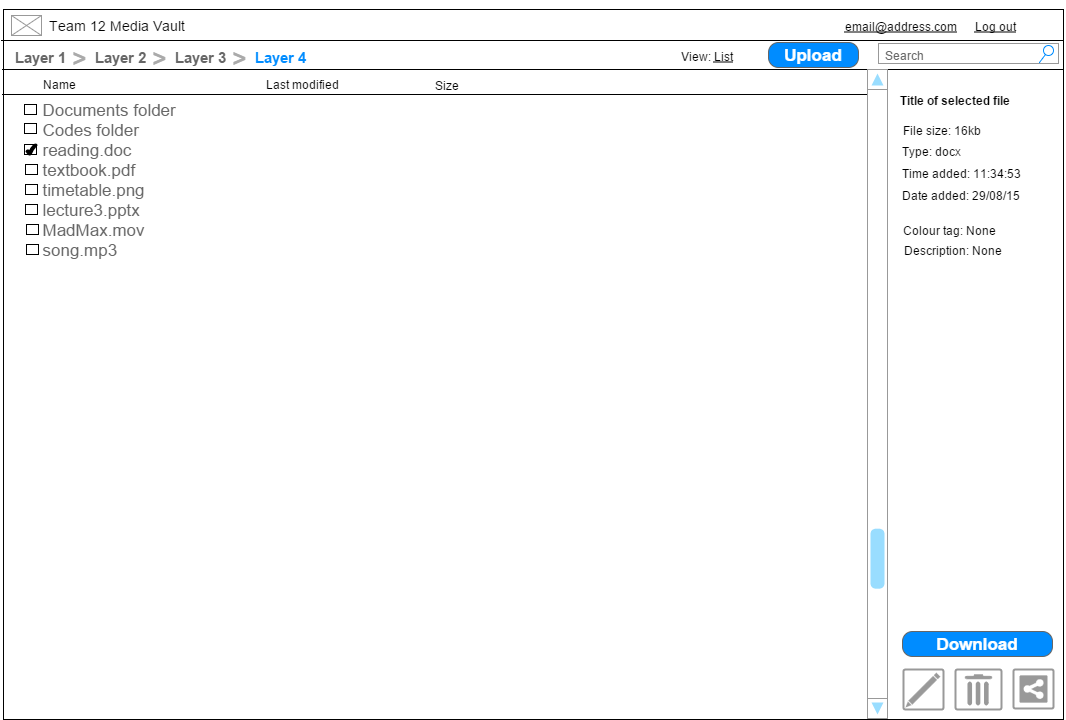 Team 12 Media Vault email@address.com Log out
Layer 1 > Layer 2 > Layer 3 > Layer 4 View: List Upload Search
Name Last modified Size
Documents folder
Codes folder
reading.doc
textbook.pdf
timetable.png
lecture3.pptx
MadMax.mov
song.mp3
Title of selected file
File size: 16kb
Type: docx
Time added: 11:34:53
Date added: 29/08/15
Colour tag: None
Description: None
Download